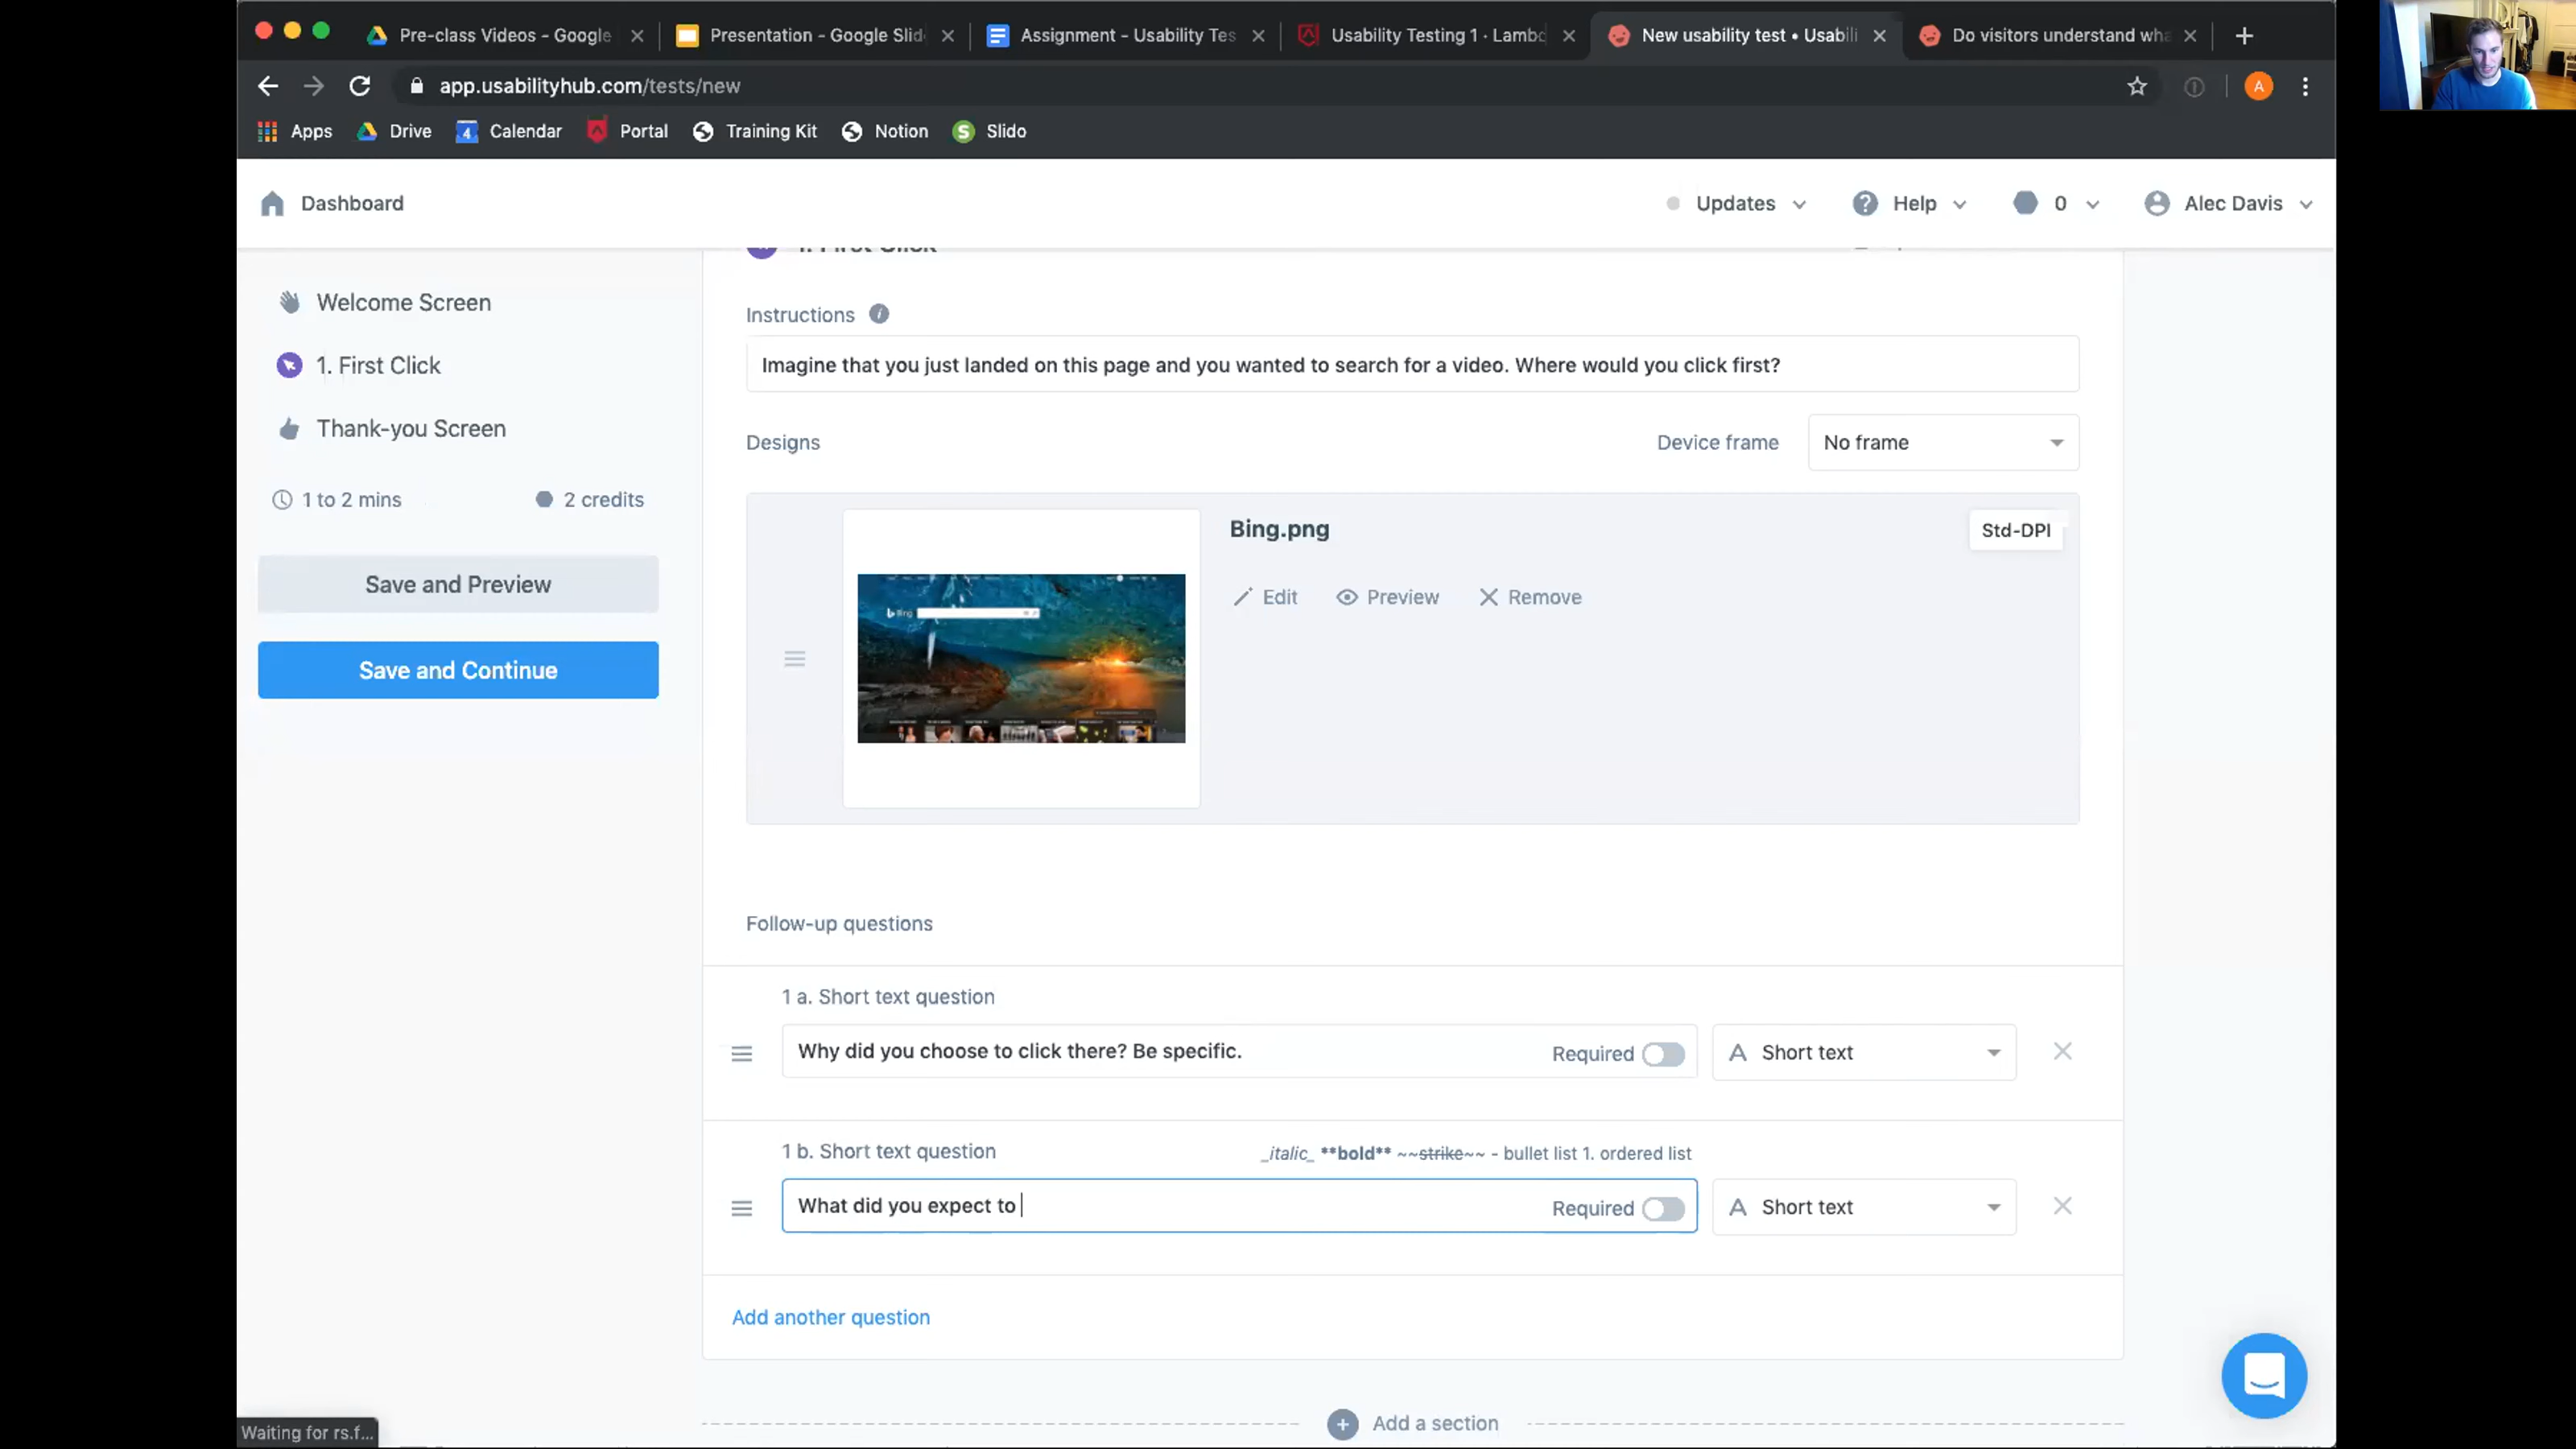 Pre-class Videos - Google
Presentation - Google Slid
Assignment - Usability Tes
Usability Testing 1 · Lambd
New usability test • Usabili
Do visitors understand wha
app.usabilityhub.com/tests/new
A
Apps
Drive
4
Calendar
Portal
Training Kit
Notion
S
Slido
Dashboard
Updates
Help
0
Alec Davis
Welcome Screen
1. First Click
Thank-you Screen
1 to 2 mins
2 credits
Save and Preview
Save and Continue
1. First Click
Instructions
Imagine that you just landed on this page and you wanted to search for a video. Where would you click first?
Designs
Device frame
No frame
Bing
Bing.png
Std-DPI
Edit
Preview
Remove
Follow-up questions
1 a. Short text question
Why did you choose to click there? Be specific.
Required
A Short text
1 b. Short text question
_italic_ **bold** ~~strike~~ - bullet list 1. ordered list
What did you expect to
Required
A Short text
Add another question
Add a section
Waiting for rs.f...